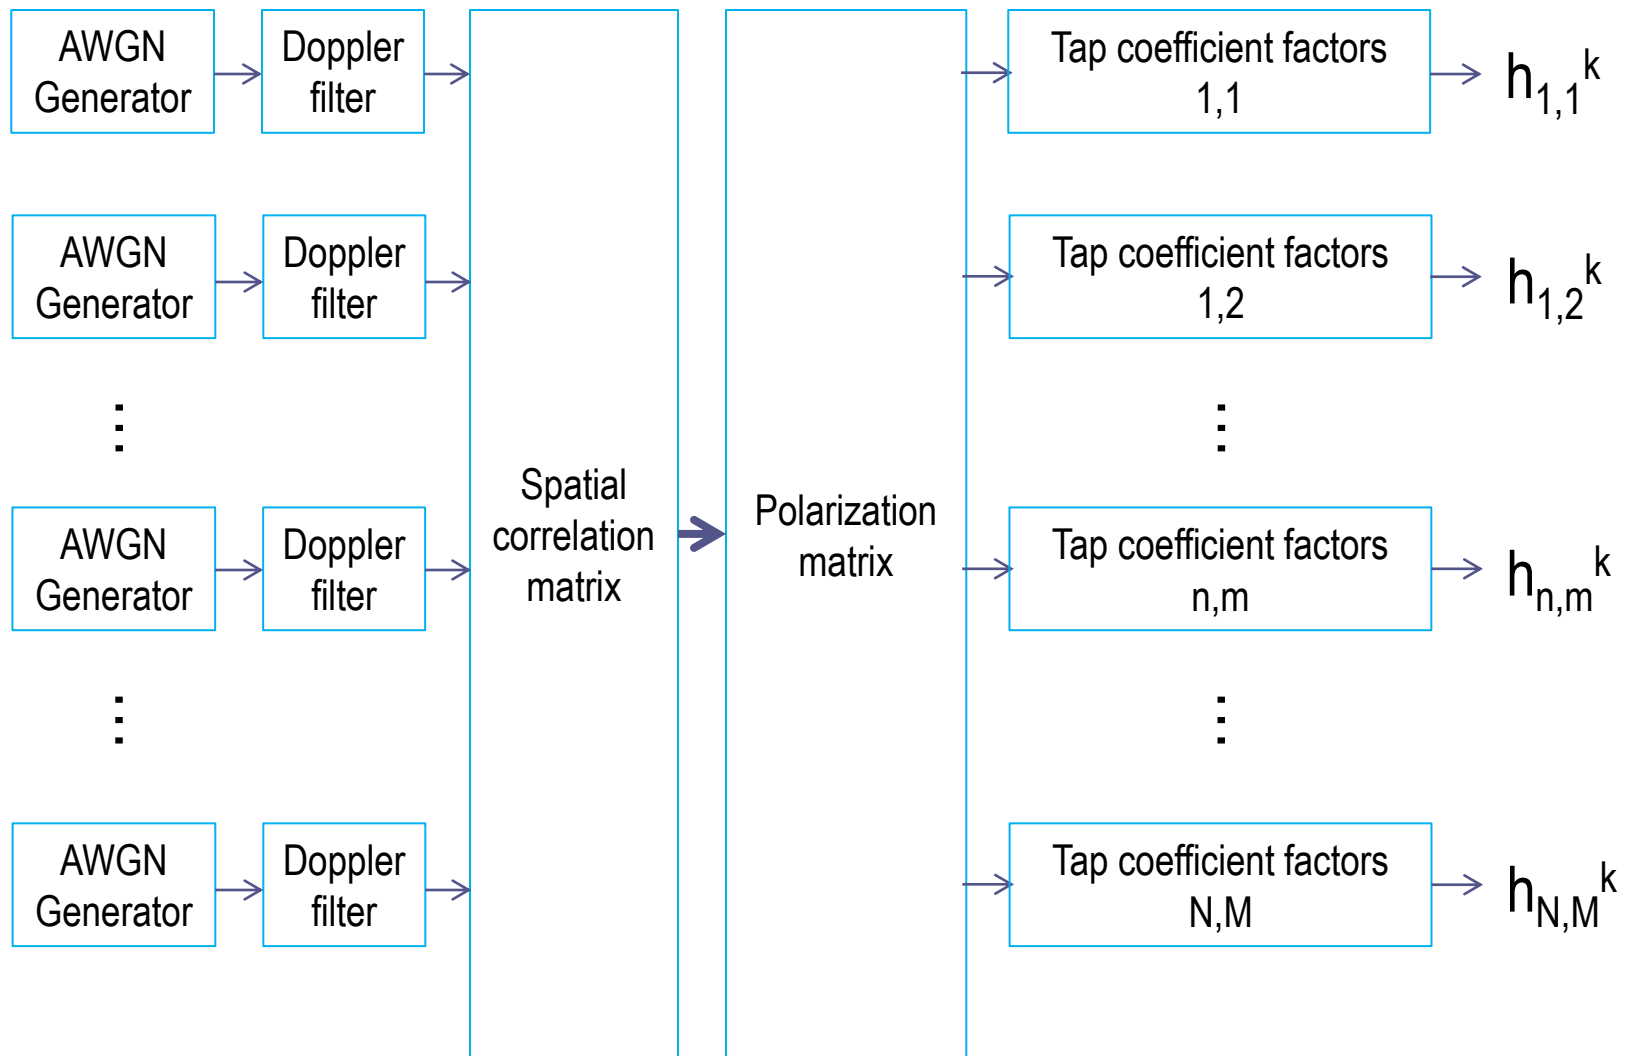 AWGN
Generator
Doppler
filter
Tap coefficient factors
1,1
h1,1k
AWGN
Generator
Doppler
filter
Tap coefficient factors
1,2
h1,2k
⋮
⋮
Spatial
correlation
matrix
Polarization
matrix
AWGN
Generator
Doppler
filter
Tap coefficient factors
n,m
hn,mk
⋮
⋮
AWGN
Generator
Doppler
filter
Tap coefficient factors
N,M
hN,Mk